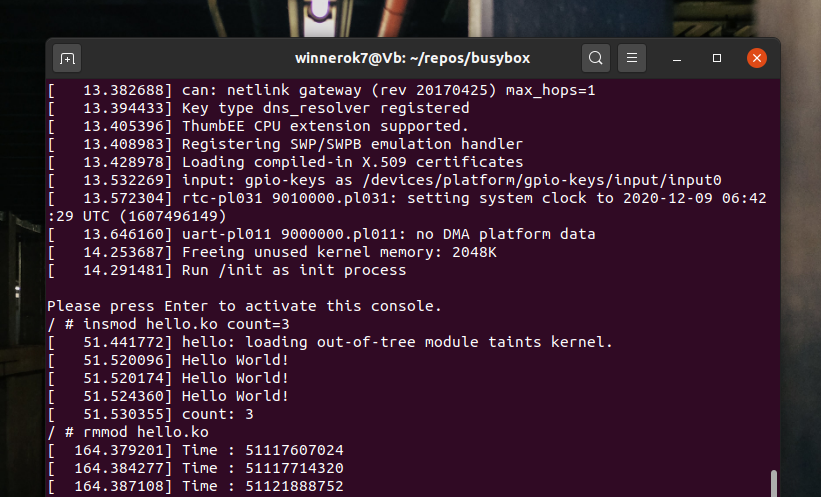 winnerok7@Vb: ~/repos/busybox
[   13.382688] can: netlink gateway (rev 20170425) max_hops=1
[   13.394433] Key type dns_resolver registered
[   13.405396] ThumbEE CPU extension supported.
[   13.408983] Registering SWP/SWPB emulation handler
[   13.428978] Loading compiled-in X.509 certificates
[   13.532269] input: gpio-keys as /devices/platform/gpio-keys/input/input0
[   13.572304] rtc-pl031 9010000.pl031: setting system clock to 2020-12-09 06:42
:29 UTC (1607496149)
[   13.646160] uart-pl011 9000000.pl011: no DMA platform data
[   14.253687] Freeing unused kernel memory: 2048K
[   14.291481] Run /init as init process
Please press Enter to activate this console.
/ # insmod hello.ko count=3
[   51.441772] hello: loading out-of-tree module taints kernel.
[   51.520096] Hello World!
[   51.520174] Hello World!
[   51.524360] Hello World!
[   51.530355] count: 3
/ # rmmod hello.ko
[  164.379201] Time : 51117607024
[  164.384277] Time : 51117714320
[  164.387108] Time : 51121888752